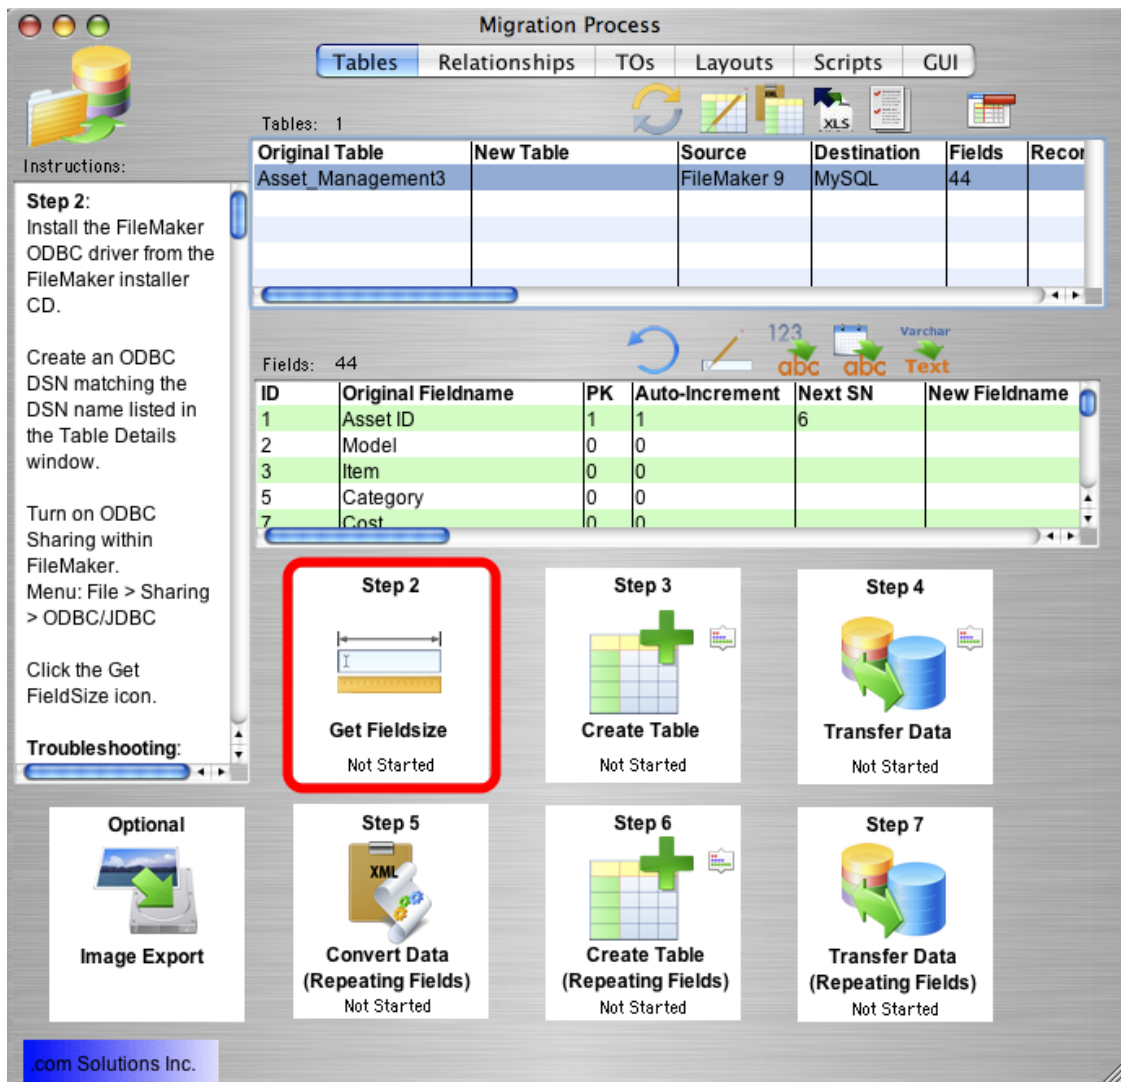 Migration Process
Tables Relationships TOs Layouts Scripts GUI
Tables: 1
XML
XLS
Original Table New Table Source Destination Fields Recor
Asset_Management3 FileMaker 9 MySQL 44
Instructions:
Step 2:
Install the FileMaker
ODBC driver from the
FileMaker installer
CD.
Create an ODBC
DSN matching the
DSN name listed in
the Table Details
window.
Turn on ODBC
Sharing within
FileMaker.
Menu: File > Sharing
> ODBC/JDBC
Click the Get
FieldSize icon.
Troubleshooting:
Fields: 44
123
abc
abc
Varchar
Text
ID Original Fieldname PK Auto-Increment Next SN New Fieldname
1 Asset ID 1 1 6
2 Model 0 0
3 Item 0 0
5 Category 0 0
7 Cost 0 0
Step 2
Get Fieldsize
Not Started
Step 3
Create Table
Not Started
Step 4
Transfer Data
Not Started
Optional
Image Export
Step 5
XML
Convert Data
(Repeating Fields)
Not Started
Step 6
Create Table
(Repeating Fields)
Not Started
Step 7
Transfer Data
(Repeating Fields)
Not Started
.com Solutions Inc.